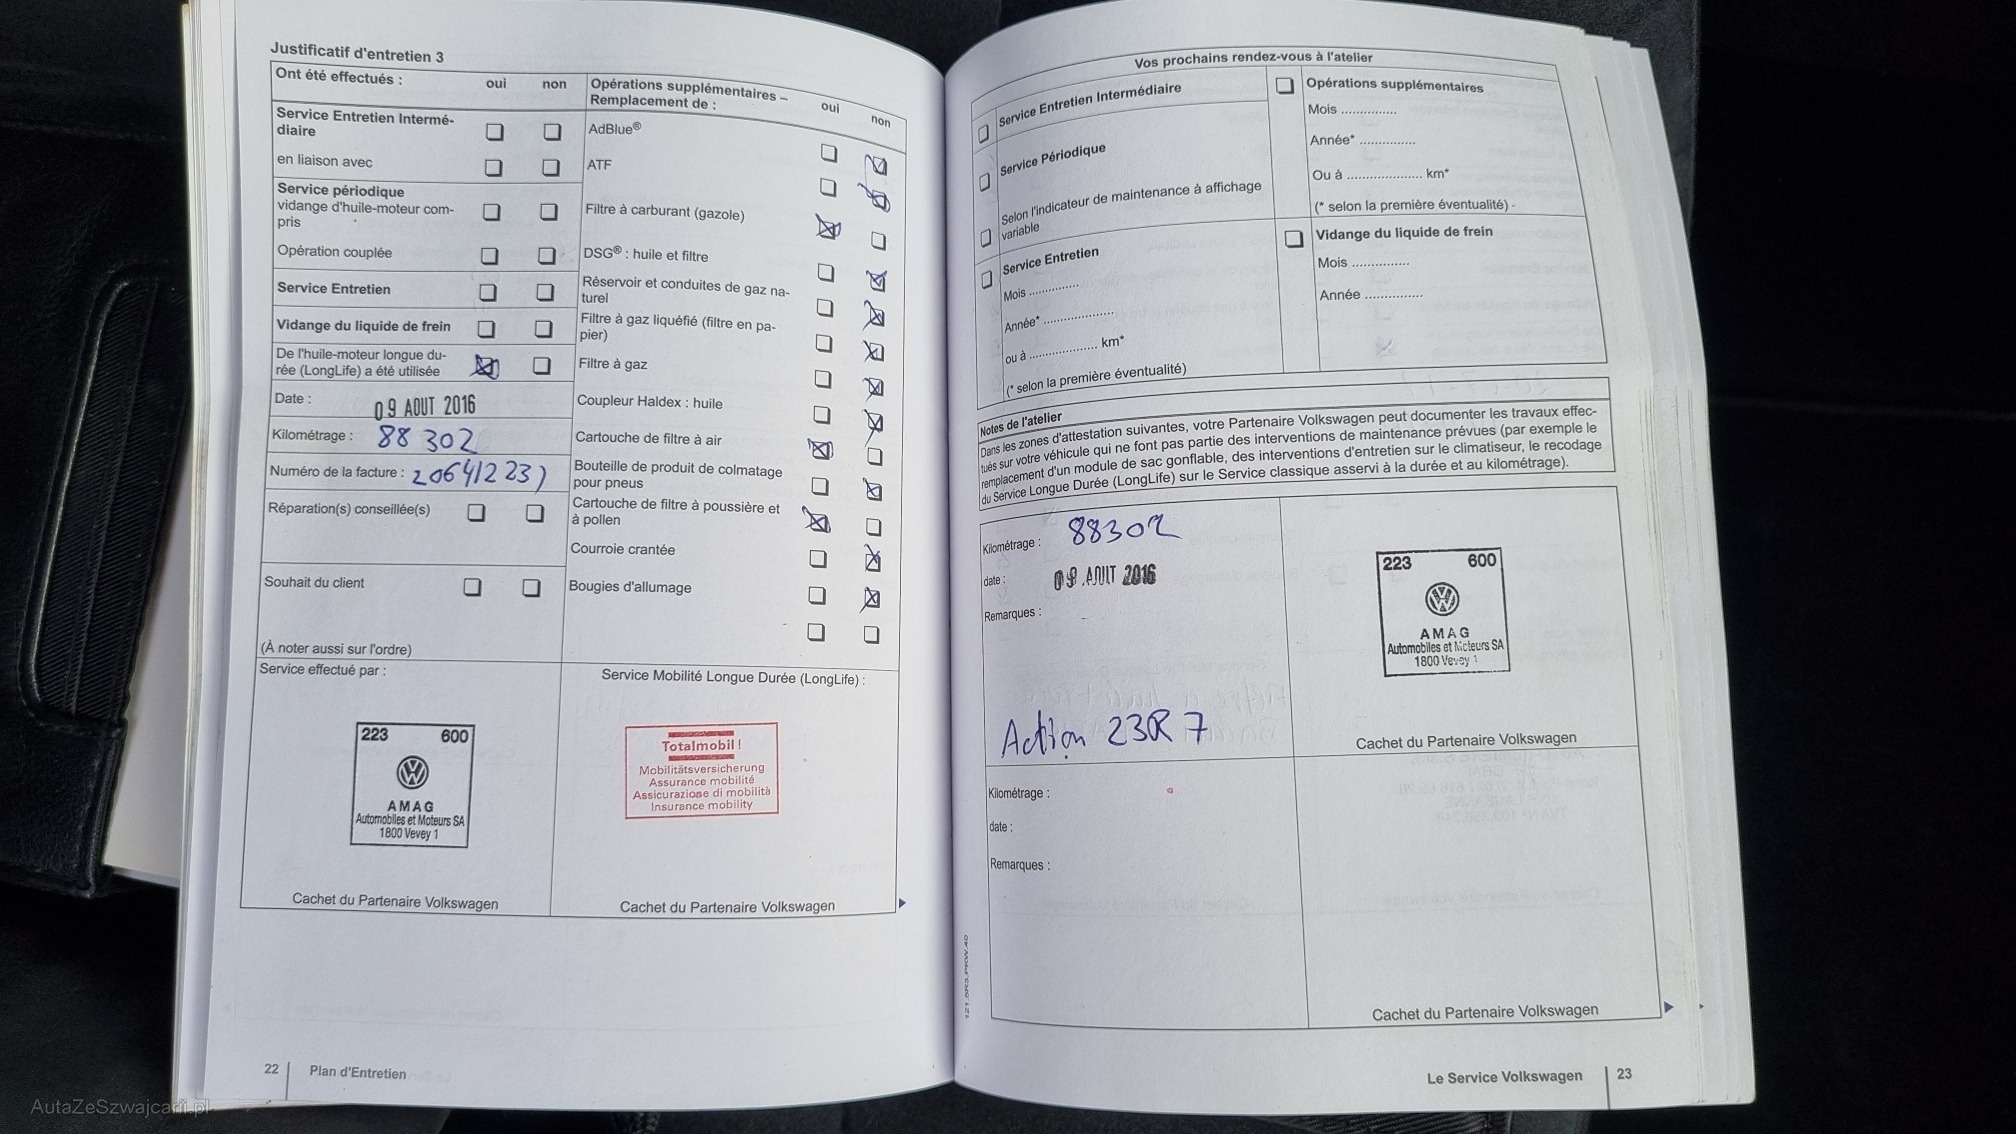 Justificatif d'entretien 3
Ont été effectués : oui non
Service Entretien Intermé-
diaire
en liaison avec
Service périodique
vidange d'huile-moteur com-
pris
Opération couplée
Service Entretien
Vidange du liquide de frein
De l'huile-moteur longue du-
rée (LongLife) a été utilisée
Date : 09 AOUT 2016
Kilométrage : 88 302
Numéro de la facture :
Réparation(s) conseillée(s)
Souhait du client
(À noter aussi sur l'ordre)
Opérations supplémentaires –
Remplacement de : oui non
AdBlue®
ATF
Filtre à carburant (gazole)
DSG® : huile et filtre
Réservoir et conduites de gaz na-
turel
Filtre à gaz liquéfié (filtre en pa-
pier)
Filtre à gaz
Coupleur Haldex : huile
Cartouche de filtre à air
Bouteille de produit de colmatage
pour pneus
Cartouche de filtre à poussière et
à pollen
Courroie crantée
Bougies d'allumage
Service effectué par :
223 600
AMAG
Automobiles et Moteurs SA
1800 Vevey 1
Cachet du Partenaire Volkswagen
Service Mobilité Longue Durée (LongLife) :
Totalmobil !
Mobilitätsversicherung
Assurance mobilité
Assicurazione di mobilità
Insurance mobility
Cachet du Partenaire Volkswagen
22 Plan d'Entretien
Vos prochains rendez-vous à l'atelier
Service Entretien Intermédiaire
Service Périodique
Selon l'indicateur de maintenance à affichage
variable
Service Entretien
Mois ...............
Année* ....................
ou à .................... km*
(* selon la première éventualité)
Opérations supplémentaires
Mois ...............
Année* ...............
Ou à .................... km*
(* selon la première éventualité)
Vidange du liquide de frein
Mois ...............
Année ...............
Notes de l'atelier
Dans les zones d'attestation suivantes, votre Partenaire Volkswagen peut documenter les travaux effec-
tués sur votre véhicule qui ne font pas partie des interventions de maintenance prévues (par exemple le
remplacement d'un module de sac gonflable, des interventions d'entretien sur le climatiseur, le recodage
du Service Longue Durée (LongLife) sur le Service classique asservi à la durée et au kilométrage).
Kilométrage : 88302
date : 09. AOUT 2016
Remarques :
Action 23R7
223 600
AMAG
Automobiles et Moteurs SA
1800 Vevey 1
Cachet du Partenaire Volkswagen
Kilométrage :
date :
Remarques :
Cachet du Partenaire Volkswagen
121.5R3.PKW.40
Le Service Volkswagen 23
AutaZeSzwajcarii.pl